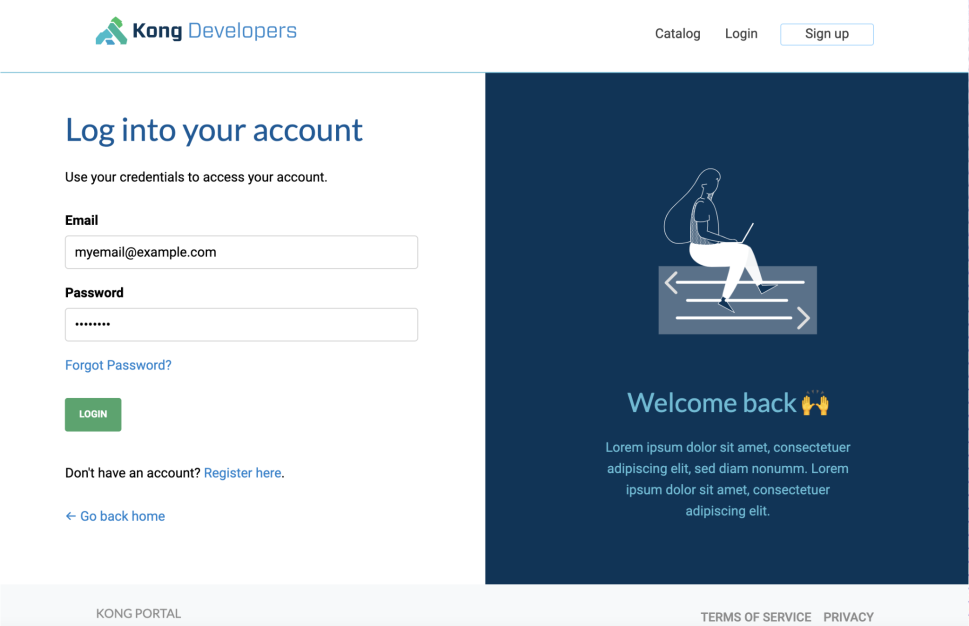 Kong Developers
Catalog Login Sign up
Log into your account
Use your credentials to access your account.
Email
myemail@example.com
Password
••••••••
Forgot Password?
LOGIN
Don't have an account? Register here.
← Go back home
Welcome back 🙌
Lorem ipsum dolor sit amet, consectetuer
adipiscing elit, sed diam nonumm. Lorem
ipsum dolor sit amet, consectetuer
adipiscing elit.
KONG PORTAL
TERMS OF SERVICE PRIVACY